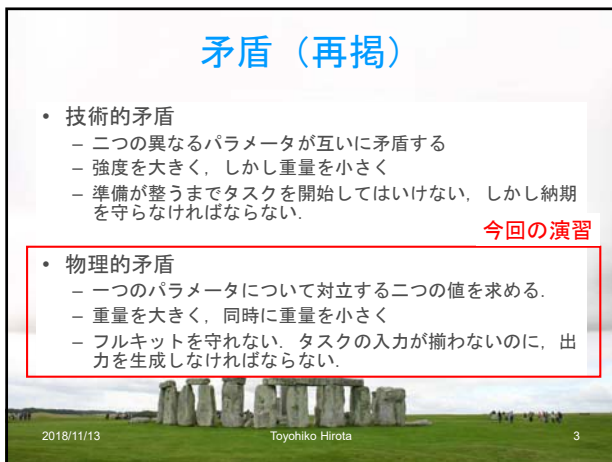 矛盾（再掲）
• 技術的矛盾
– 二つの異なるパラメータが互いに矛盾する
– 強度を大きく，しかし重量を小さく
– 準備が整うまでタスクを開始してはいけない，しかし納期
を守らなければならない．
今回の演習
• 物理的矛盾
– 一つのパラメータについて対立する二つの値を求める．
– 重量を大きく，同時に重量を小さく
– フルキットを守れない．タスクの入力が揃わないのに，出
力を生成しなければならない．
2018/11/13
Toyohiko Hirota
3